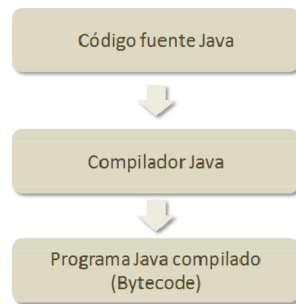 Código fuente Java
Compilador Java
Programa Java compilado
(Bytecode)